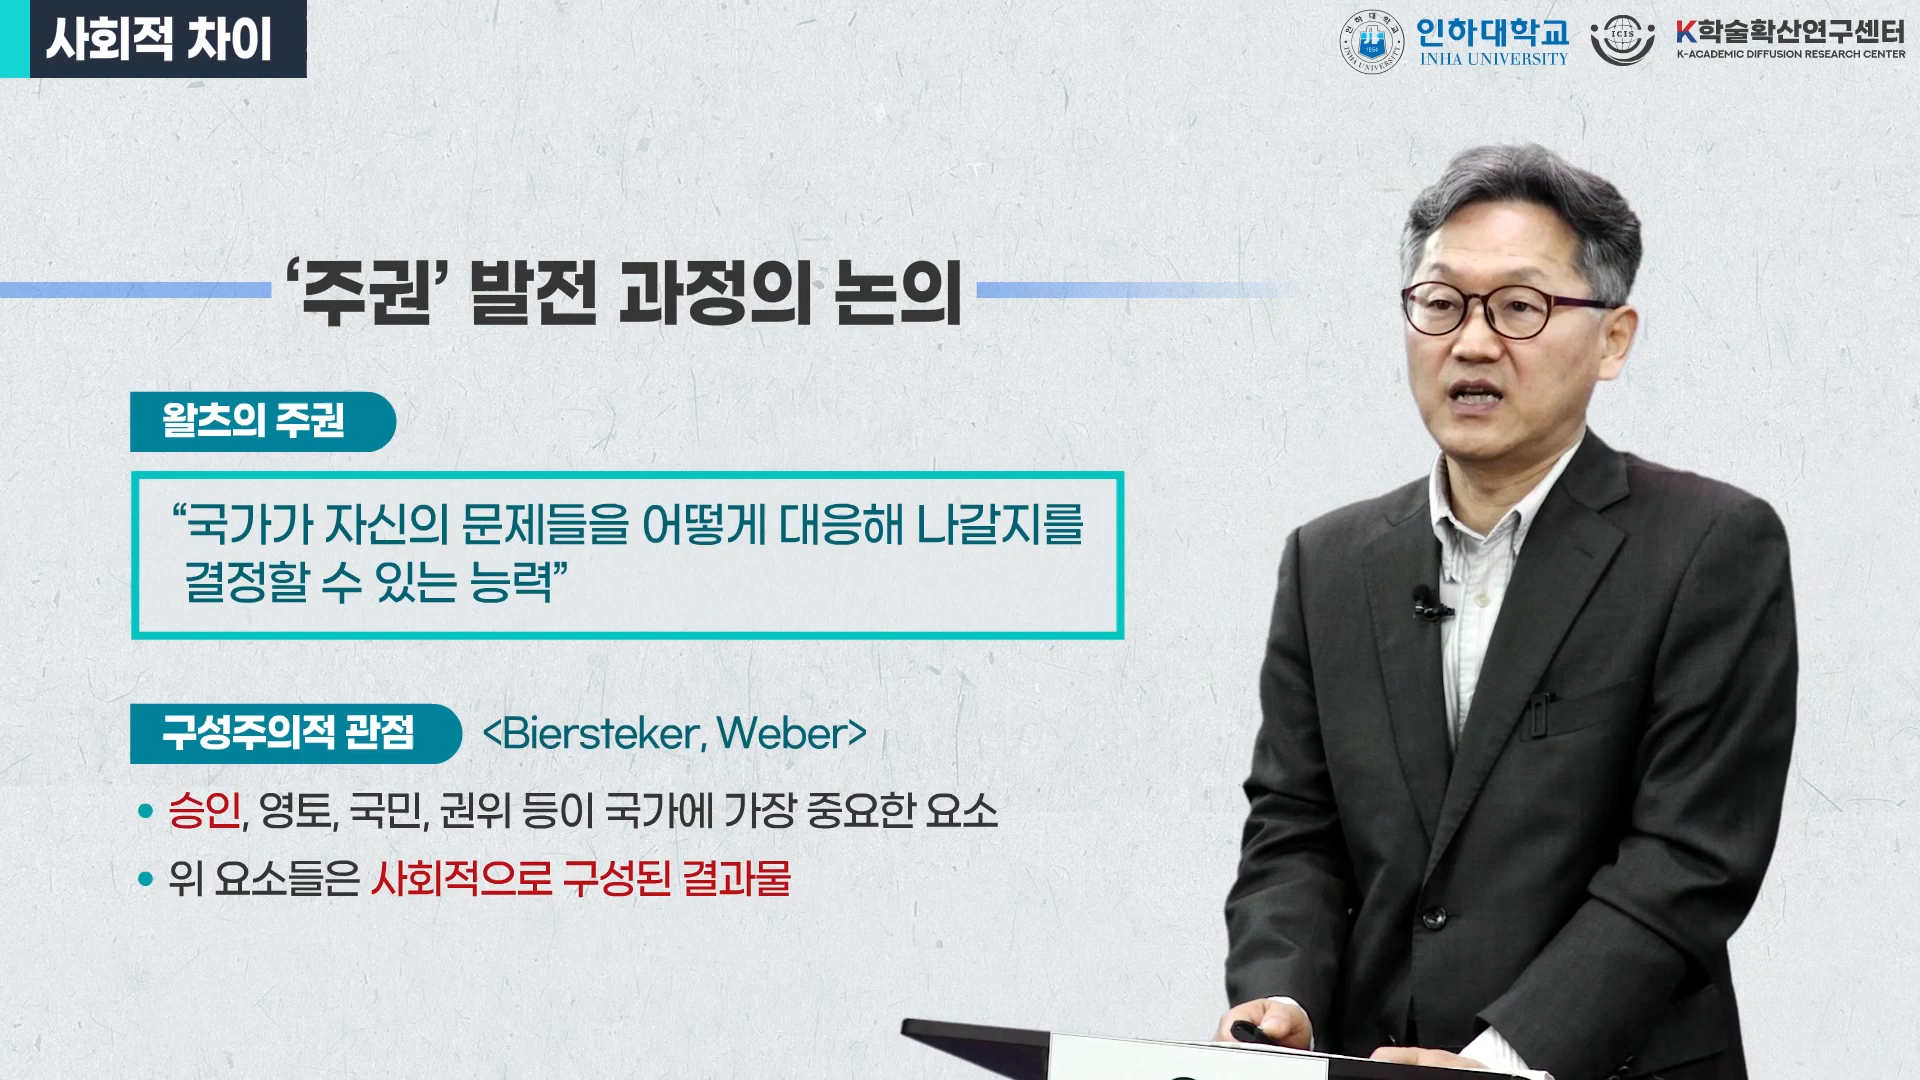 사회적 차이
인하대학교
INHA UNIVERSITY
ICIS
K학술확산연구센터
K-ACADEMIC DIFFUSION RESEARCH CENTER
‘주권’ 발전 과정의 논의
왈츠의 주권
“국가가 자신의 문제들을 어떻게 대응해 나갈지를
결정할 수 있는 능력”
구성주의적 관점 <Biersteker, Weber>
• 승인, 영토, 국민, 권위 등이 국가에 가장 중요한 요소
• 위 요소들은 사회적으로 구성된 결과물